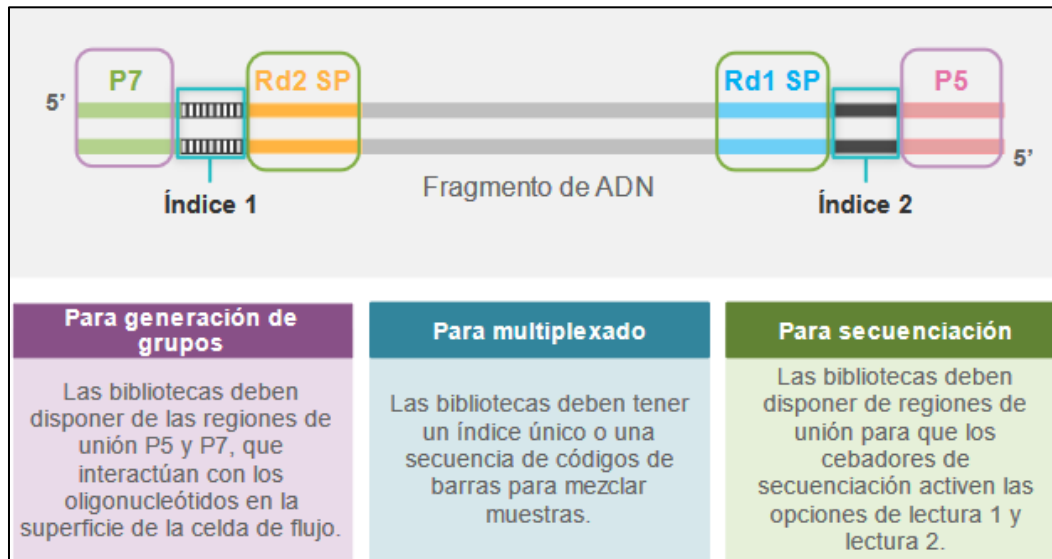 P7
Rd2 SP
Rd1 SP
P5
5’
5’
Índice 1
Fragmento de ADN
Índice 2
Para generación de
grupos
Las bibliotecas deben
disponer de las regiones de
unión P5 y P7, que
interactúan con los
oligonucleótidos en la
superficie de la celda de flujo.
Para multiplexado
Las bibliotecas deben tener
un índice único o una
secuencia de códigos de
barras para mezclar
muestras.
Para secuenciación
Las bibliotecas deben
disponer de regiones de
unión para que los
cebadores de
secuenciación activen las
opciones de lectura 1 y
lectura 2.